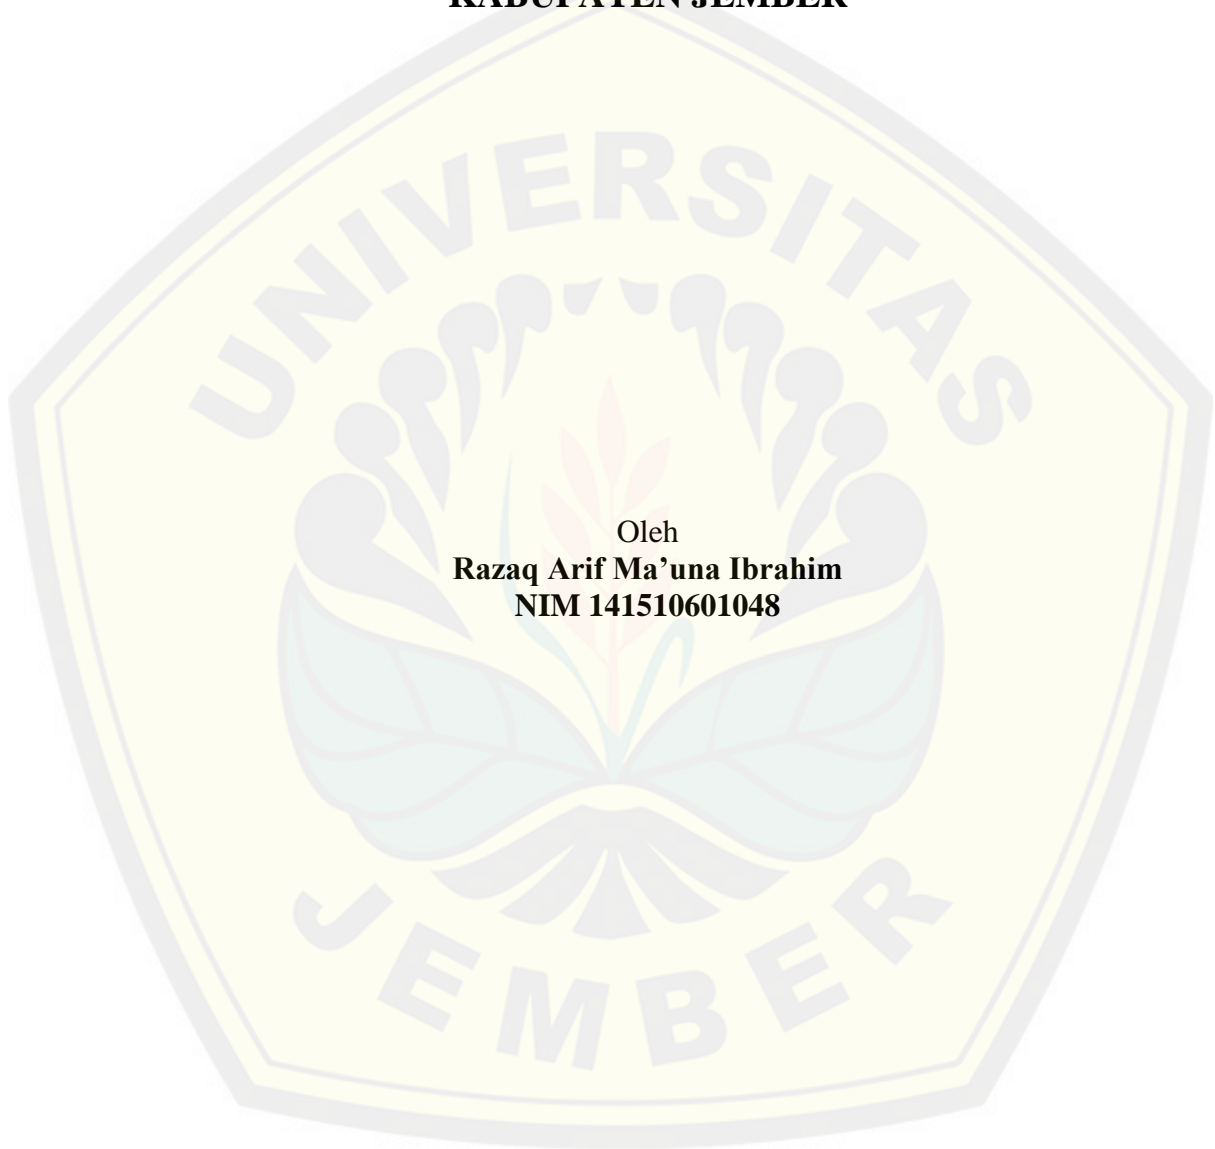 KABUPATEN JEMBER
UNIVERSITAS
Oleh
Razaq Arif Ma’una Ibrahim
NIM 141510601048
JEMBER